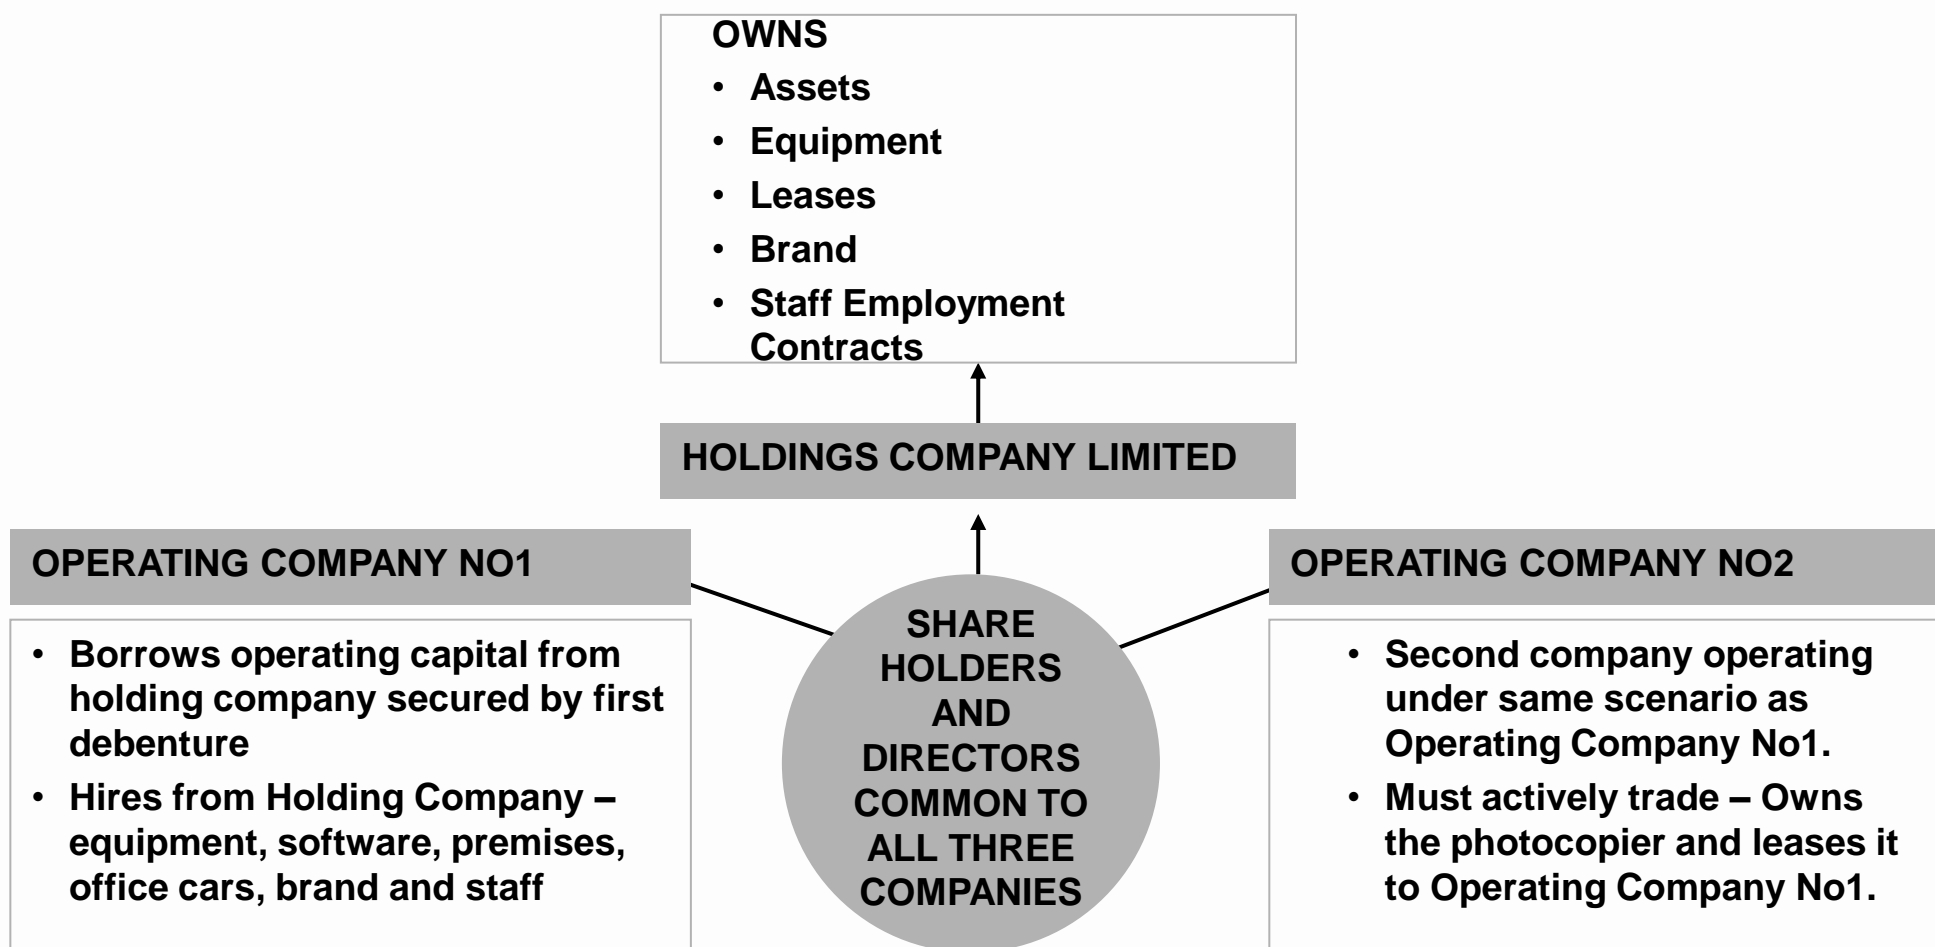 OWNS
• Assets
• Equipment
• Leases
• Brand
• Staff Employment
Contracts
HOLDINGS COMPANY LIMITED
OPERATING COMPANY NO1
• Borrows operating capital from
holding company secured by first
debenture
• Hires from Holding Company –
equipment, software, premises,
office cars, brand and staff
SHARE
HOLDERS
AND
DIRECTORS
COMMON TO
ALL THREE
COMPANIES
OPERATING COMPANY NO2
• Second company operating
under same scenario as
Operating Company No1.
• Must actively trade – Owns
the photocopier and leases it
to Operating Company No1.